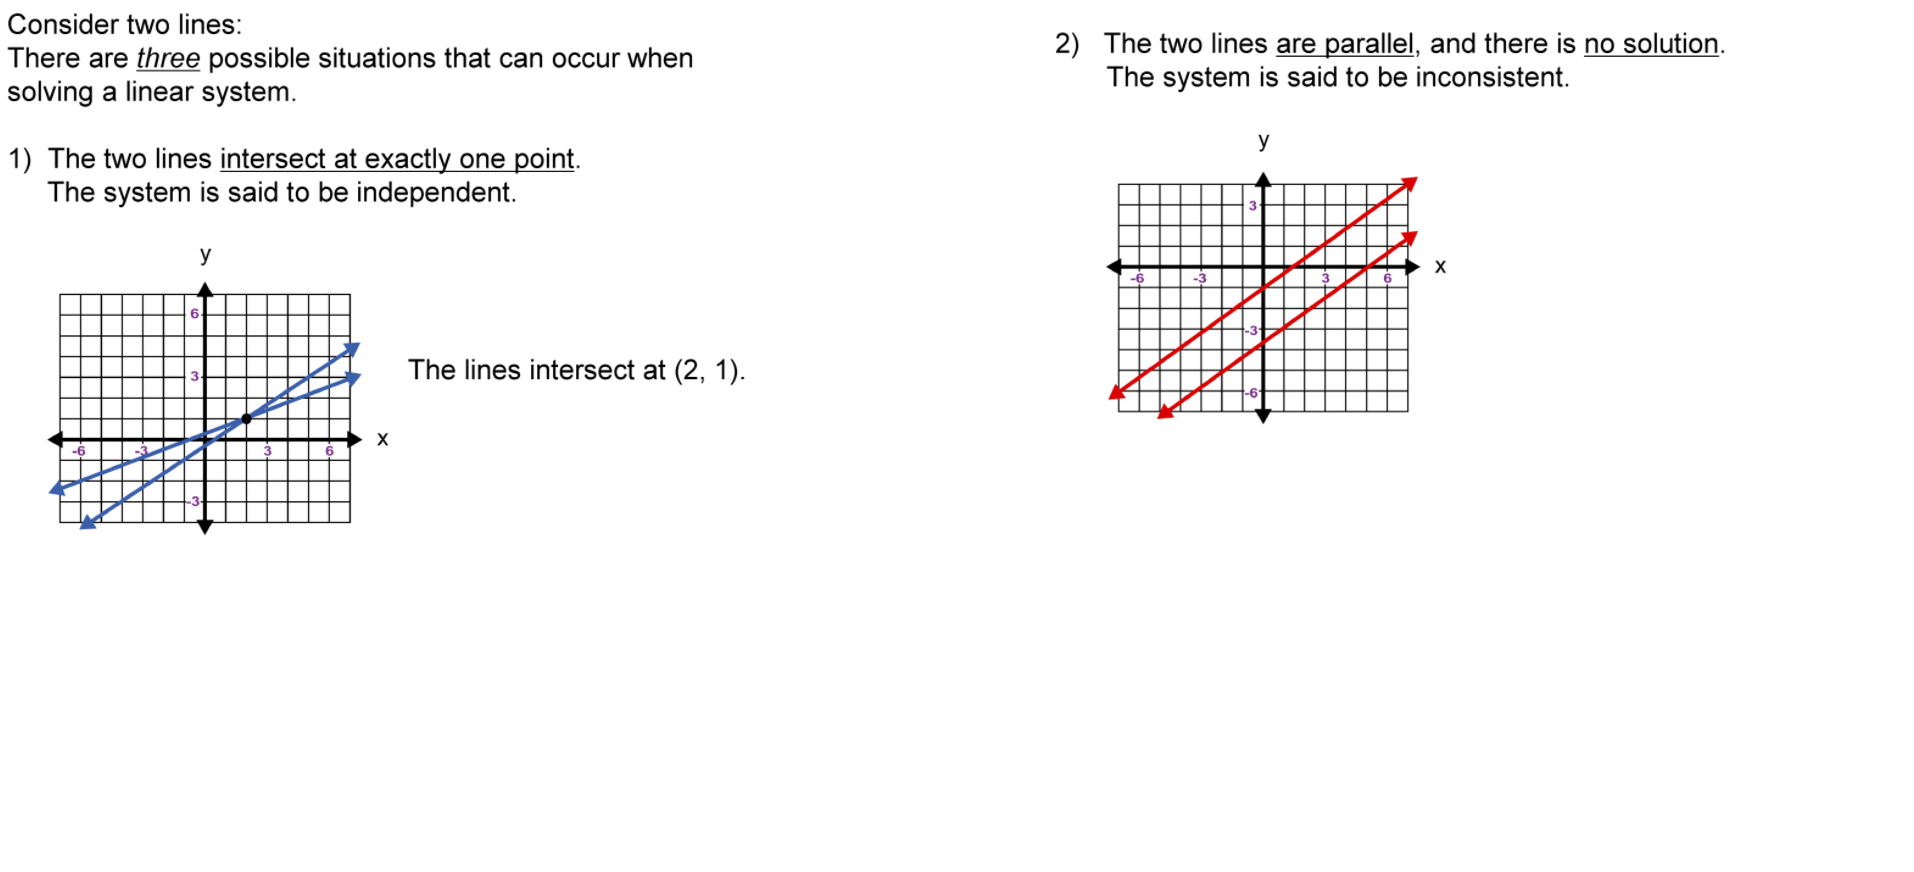 Consider two lines:
There are three possible situations that can occur when
solving a linear system.
1) The two lines intersect at exactly one point.
The system is said to be independent.
y
6
3
-6
-3
3
6
x
-3
The lines intersect at (2, 1).
2) The two lines are parallel, and there is no solution.
The system is said to be inconsistent.
y
3
x
-6
-3
3
6
-3
-6